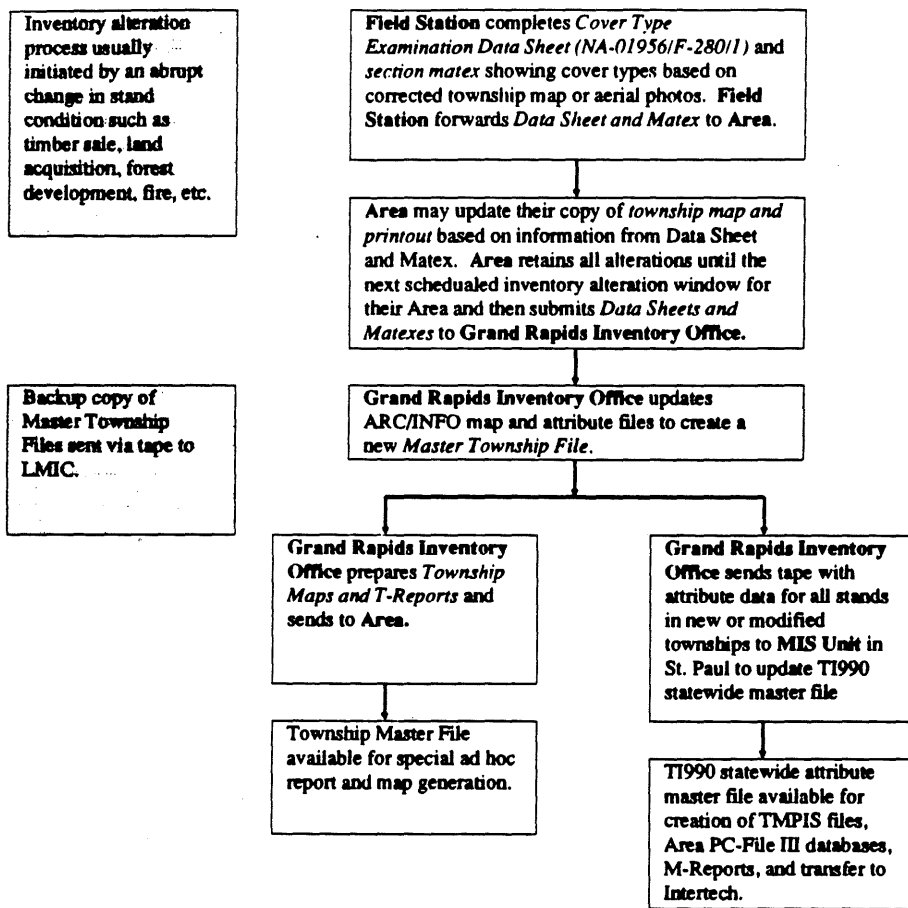 Inventory alteration
process usually
initiated by an abrupt
change in stand
condition such as
timber sale, land
acquisition, forest
development, fire, etc.
Field Station completes Cover Type
Examination Data Sheet (NA-01956/F-280/1) and
section matex showing cover types based on
corrected township map or aerial photos. Field
Station forwards Data Sheet and Matex to Area.
Area may update their copy of township map and
printout based on information from Data Sheet
and Matex. Area retains all alterations until the
next schedualed inventory alteration window for
their Area and then submits Data Sheets and
Matexes to Grand Rapids Inventory Office.
Backup copy of
Master Township
Files sent via tape to
LMIC.
Grand Rapids Inventory Office updates
ARC/INFO map and attribute files to create a
new Master Township File.
Grand Rapids Inventory
Office prepares Township
Maps and T-Reports and
sends to Area.
Grand Rapids Inventory
Office sends tape with
attribute data for all stands
in new or modified
townships to MIS Unit in
St. Paul to update TI990
statewide master file
Township Master File
available for special ad hoc
report and map generation.
TI990 statewide attribute
master file available for
creation of TMPIS files,
Area PC-File III databases,
M-Reports, and transfer to
Intertech.